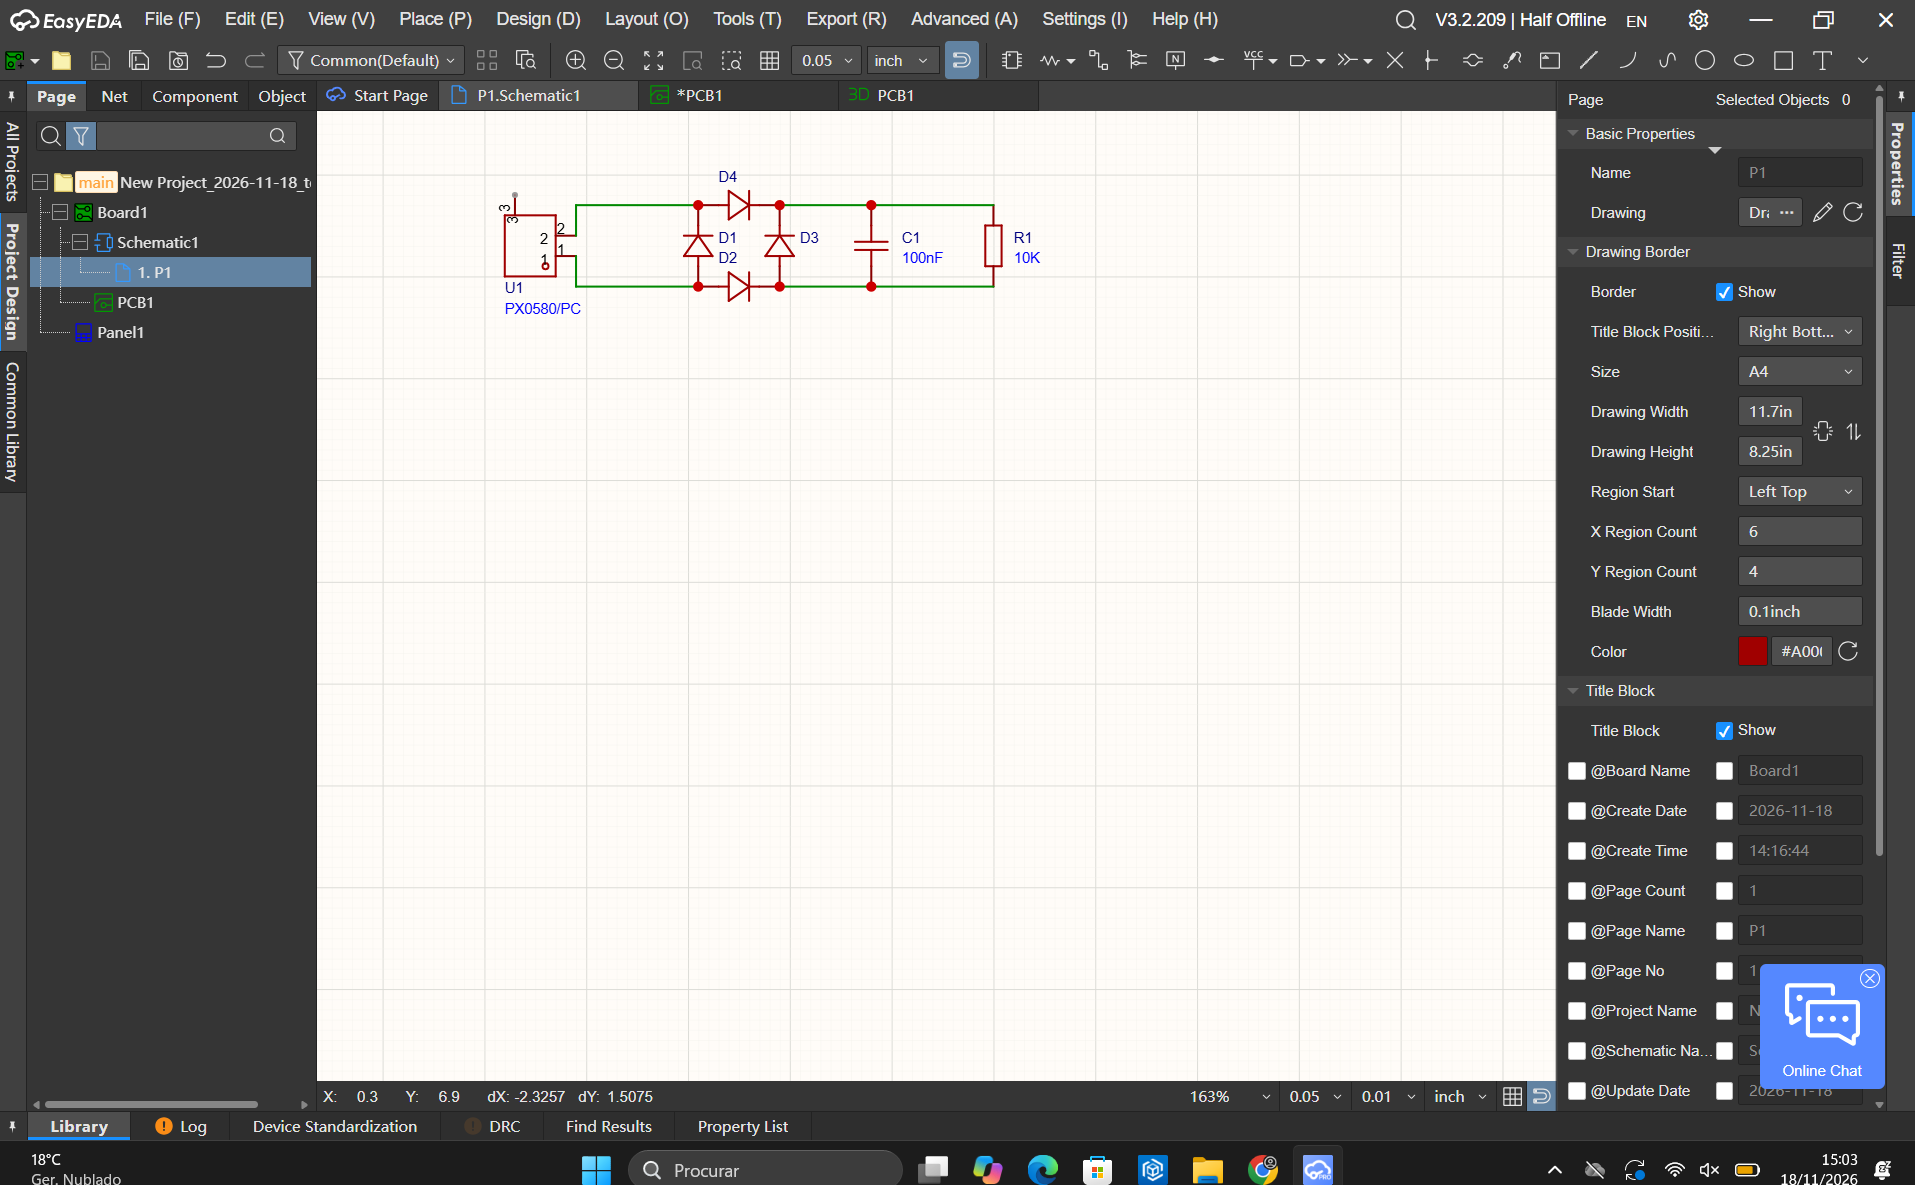 EasyEDA File (F) Edit (E) View (V) Place (P) Design (D) Layout (O) Tools (T) Export (R) Advanced (A) Settings (I) Help (H) V3.2.209 | Half Offline EN
Common(Default) 0.05 inch VCC
Page Net Component Object Start Page P1.Schematic1 *PCB1 3D PCB1
All Projects
Project Design
Common Library
main New Project_2026-11-18_t
Board1
Schematic1
1. P1
PCB1
Panel1
D4
3
3
2
2
1
1
U1
PX0580/PC
D1
D2
D3
C1
100nF
R1
10K
Page Selected Objects 0
Basic Properties
Name P1
Drawing Dra ...
Drawing Border
Border Show
Title Block Positi... Right Bott...
Size A4
Drawing Width 11.7in
Drawing Height 8.25in
Region Start Left Top
X Region Count 6
Y Region Count 4
Blade Width 0.1inch
Color #A00
Title Block
Title Block Show
@Board Name Board1
@Create Date 2026-11-18
@Create Time 14:16:44
@Page Count 1
@Page Name P1
@Page No 1
@Project Name N
@Schematic Na... S
@Update Date 2026-11-18
Online Chat
Properties
Filter
X: 0.3 Y: 6.9 dX: -2.3257 dY: 1.5075 163% 0.05 0.01 inch
Library Log Device Standardization DRC Find Results Property List
18°C
Ger. Nublado
Procurar
PRO
15:03
18/11/2026